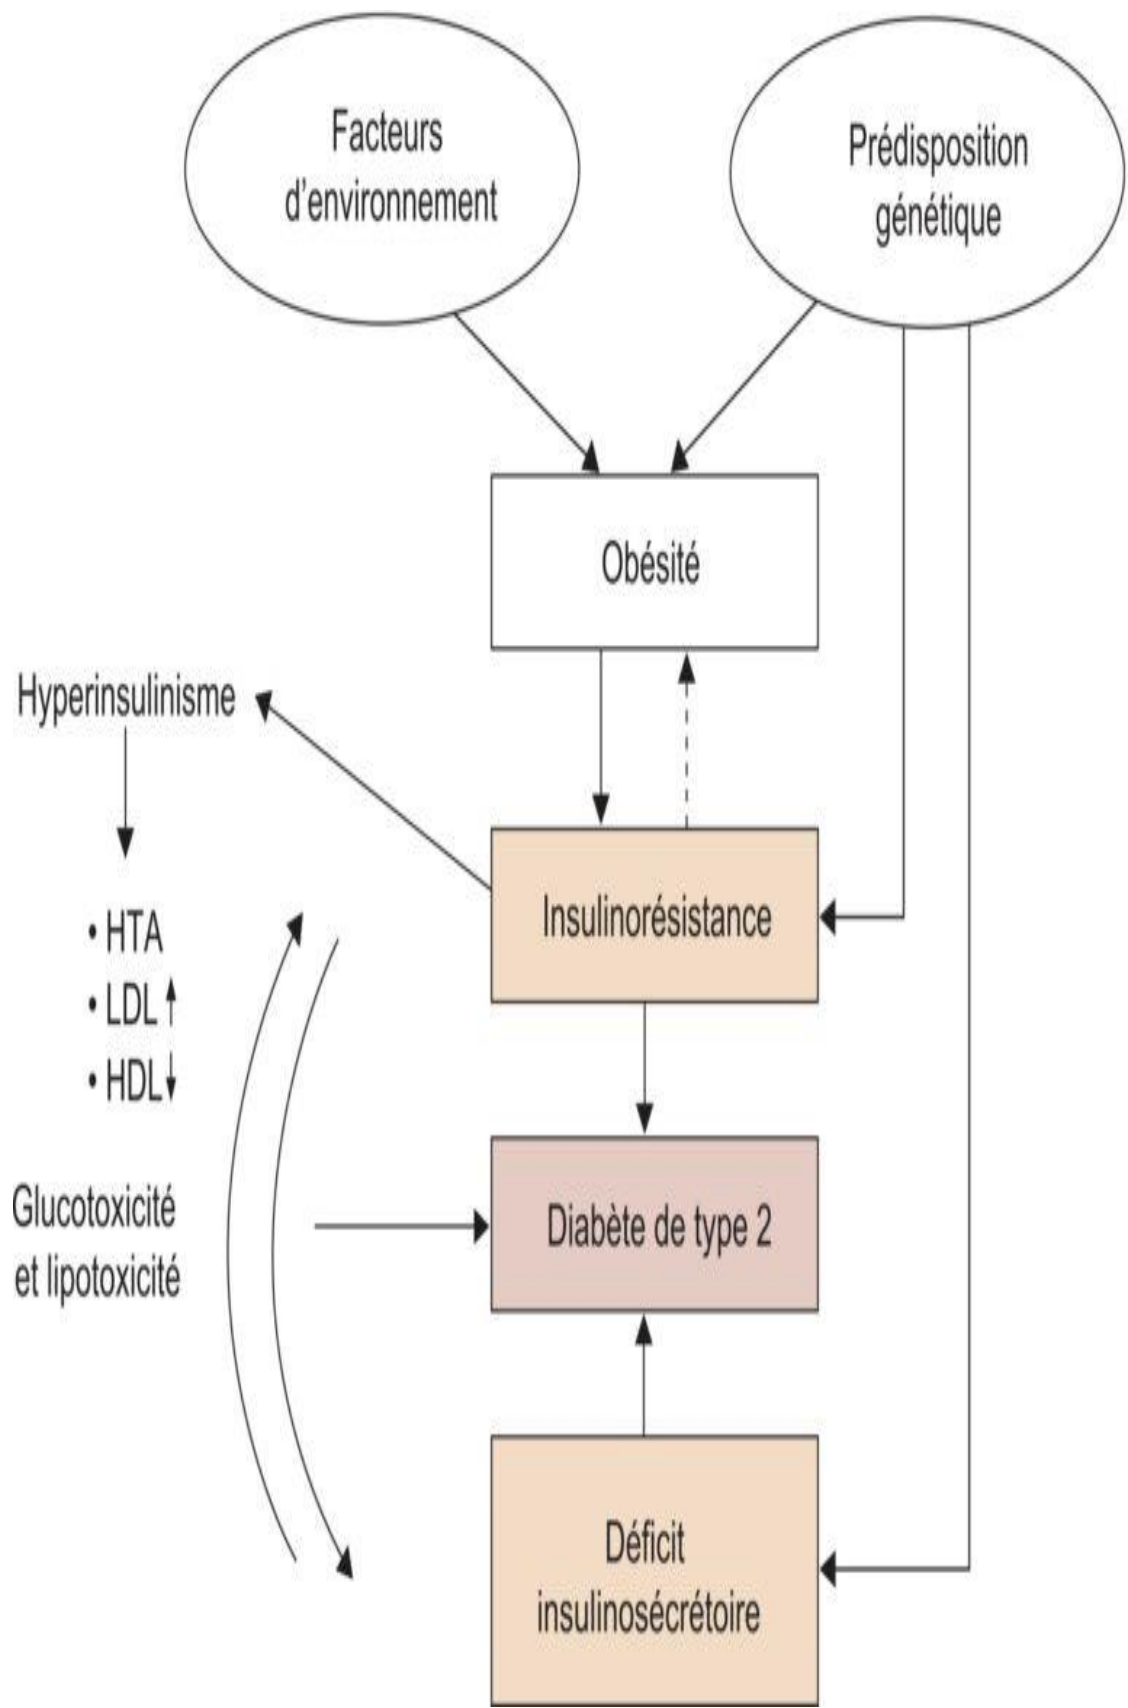 Facteurs
d'environnement
Prédisposition
génétique
Obésité
Hyperinsulinisme
Insulinorésistance
• HTA
• LDL ↑
• HDL ↓
Glucotoxicité
et lipotoxicité
Diabète de type 2
Déficit
insulinosécrétoire